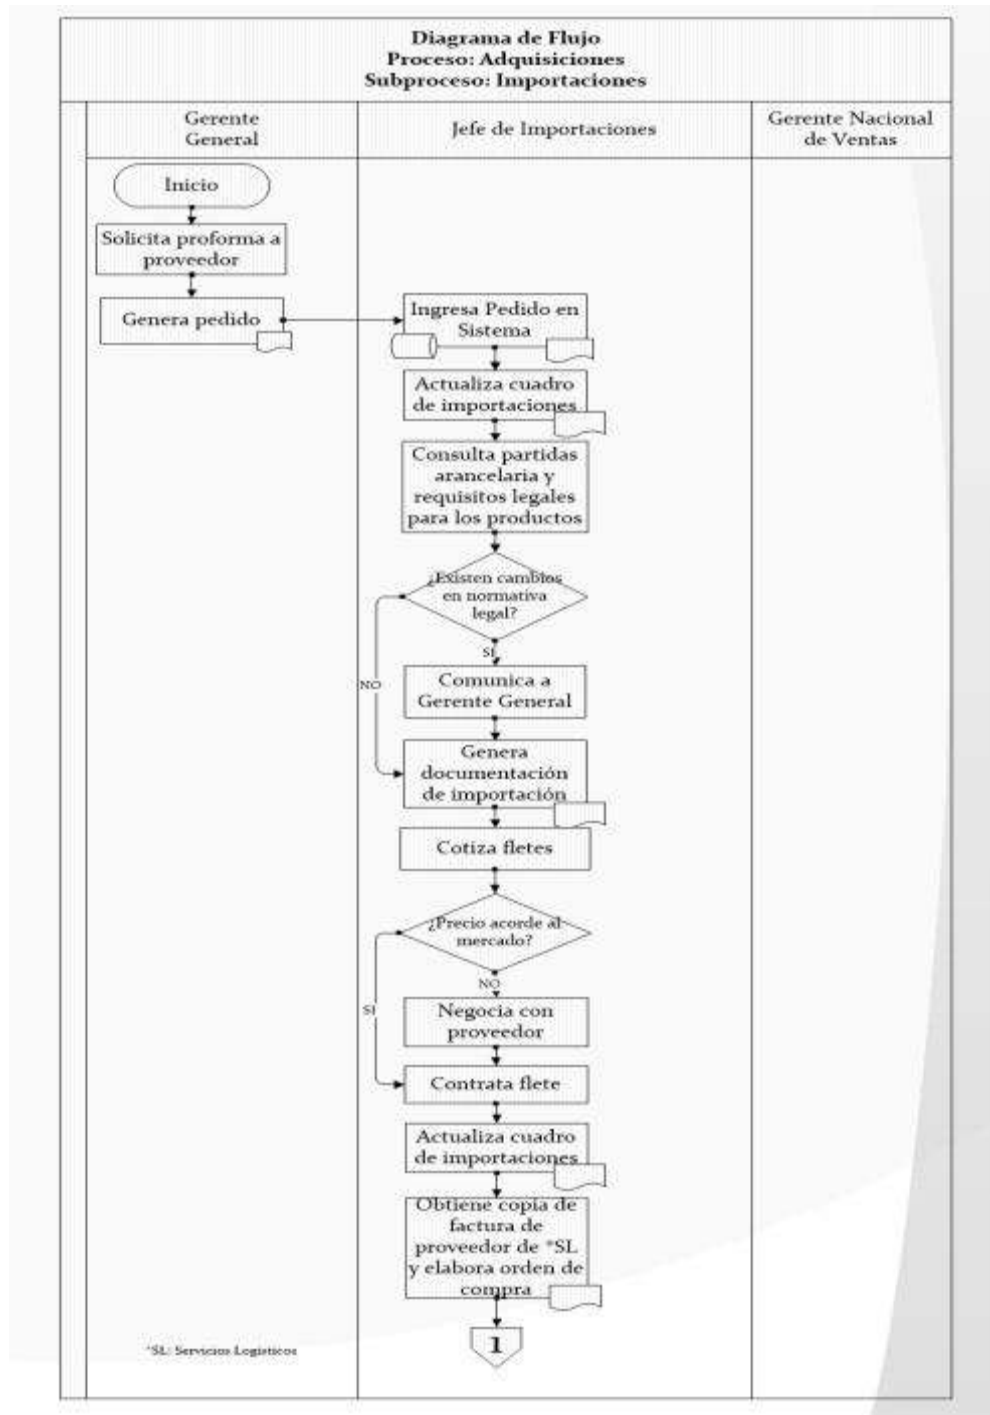 Diagrama de Flujo
Proceso: Adquisiciones
Subproceso: Importaciones
Gerente
General
Jefe de Importaciones
Gerente Nacional
de Ventas
Inicio
Solicita proforma a
proveedor
Genera pedido
Ingresa Pedido en
Sistema
Actualiza cuadro
de importaciones
Consulta partidas
arancelaria y
requisitos legales
para los productos
¿Existen cambios
en normativa
legal?
SI
NO
Comunica a
Gerente General
Genera
documentación
de importación
Cotiza fletes
¿Precio acorde al
mercado?
NO
SI
Negocia con
proveedor
Contrata flete
Actualiza cuadro
de importaciones
Obtiene copia de
factura de
proveedor de *SL
y elabora orden de
compra
1
*SL: Servicios Logísticos